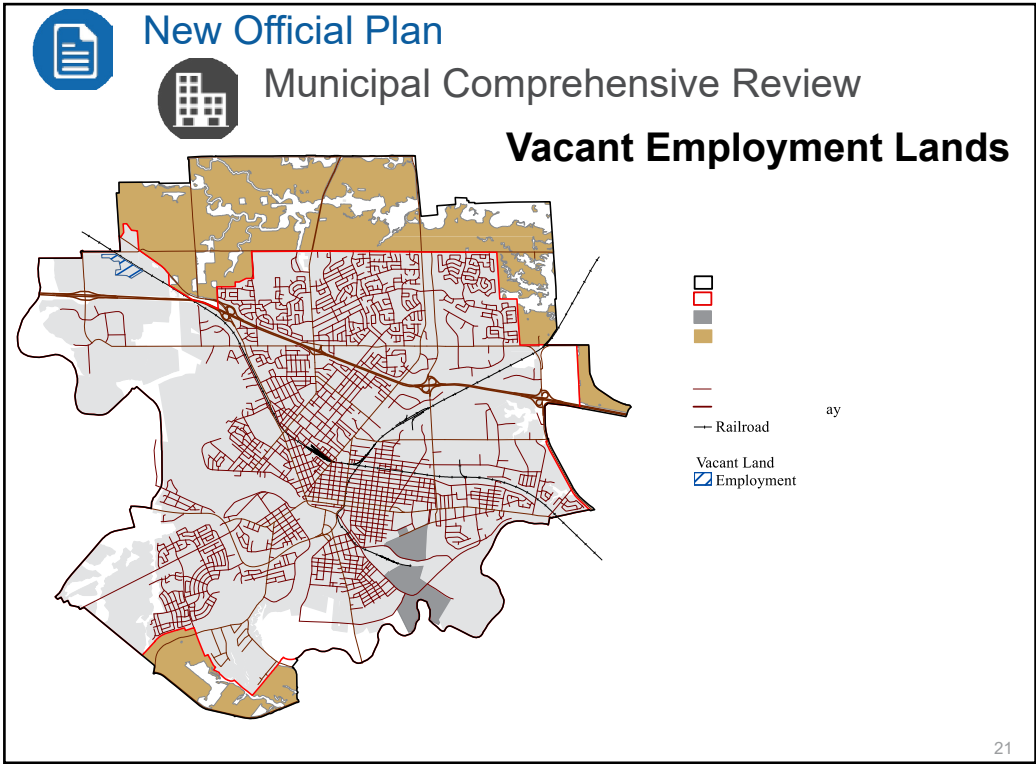 New Official Plan
Municipal Comprehensive Review
Vacant Employment Lands
ay
Railroad
Vacant Land
Employment
21